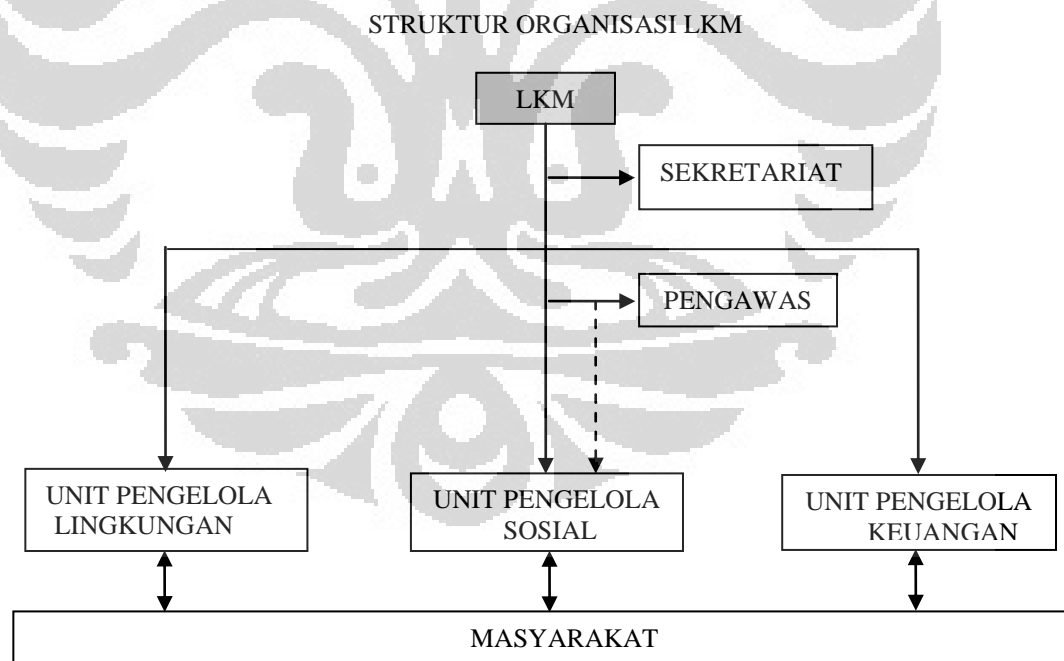 STRUKTUR ORGANISASI LKM
LKM
SEKRETARIAT
PENGAWAS
UNIT PENGELOLA
LINGKUNGAN
UNIT PENGELOLA
SOSIAL
UNIT PENGELOLA
KEUANGAN
MASYARAKAT